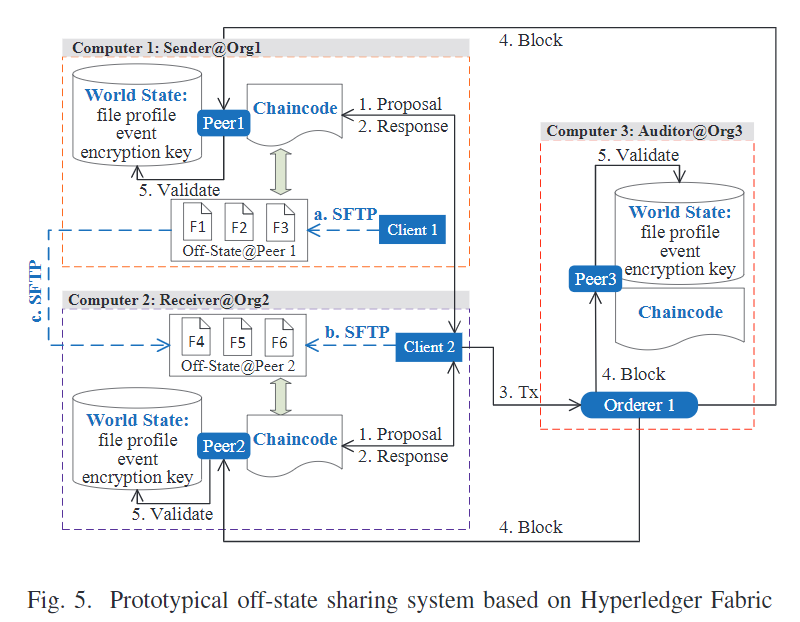 4. Block
Computer 1: Sender@Org1
World State:
file profile
event
encryption key
Peer1
Chaincode
1. Proposal
2. Response
5. Validate
F1
F2
F3
Off-State@Peer 1
a. SFTP
Client 1
c. SFTP
Computer 2: Receiver@Org2
F4
F5
F6
Off-State@Peer 2
b. SFTP
Client 2
World State:
file profile
event
encryption key
Peer2
Chaincode
1. Proposal
2. Response
5. Validate
3. Tx
4. Block
Computer 3: Auditor@Org3
5. Validate
World State:
file profile
event
encryption key
Peer3
Chaincode
4. Block
Orderer 1
Fig. 5. Prototypical off-state sharing system based on Hyperledger Fabric